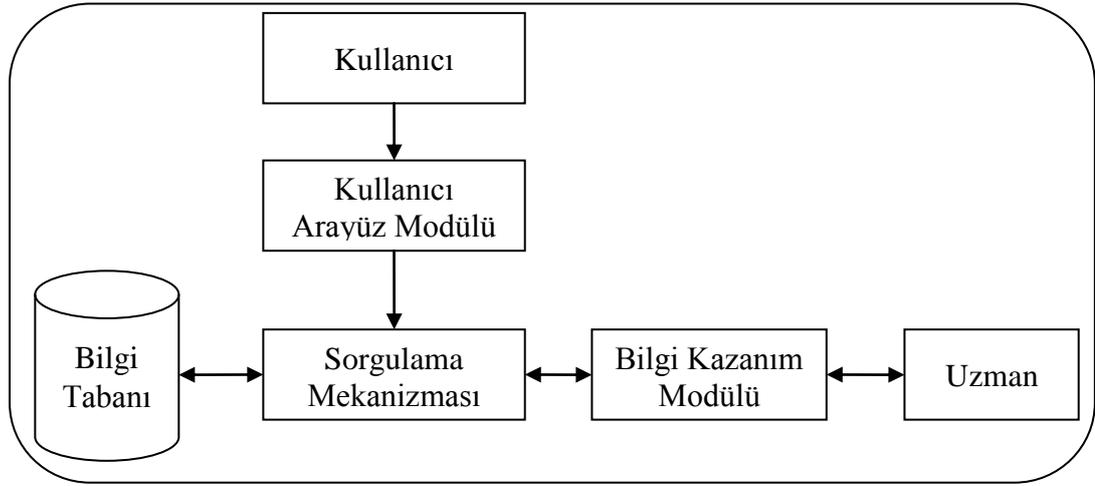 Kullanıcı
Kullanıcı
Arayüz Modülü
Bilgi
Tabanı
Sorgulama
Mekanizması
Bilgi Kazanım
Modülü
Uzman